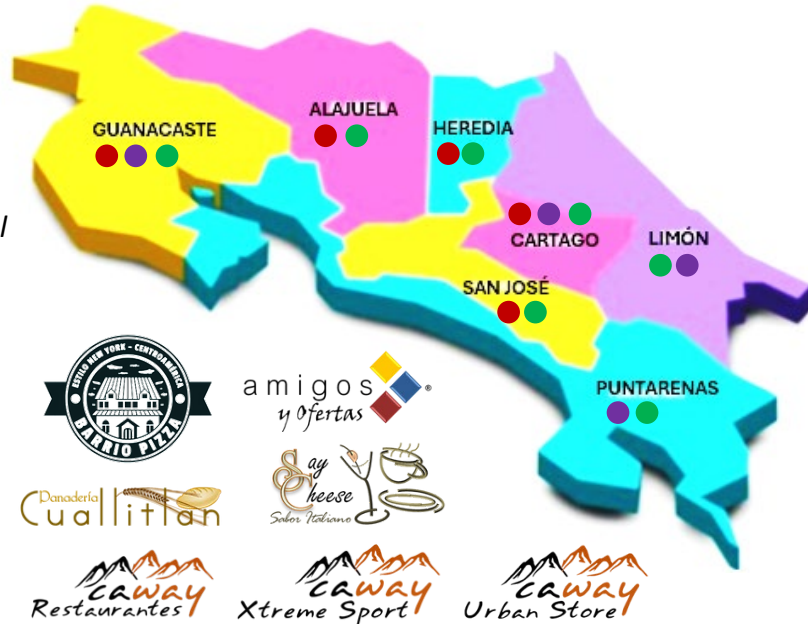 GUANACASTE
ALAJUELA
HEREDIA
l
CARTAGO
LIMÓN
SAN JOSÉ
PUNTARENAS
ESTILO NEW YORK - CENTROAMÉRICA
BARRIO PIZZA
amigos ®
y Ofertas
Say
Cheese
Sabor Italiano
Panadería
Cuallitlan
caway
Restaurantes
caway
Xtreme Sport
caway
Urban Store